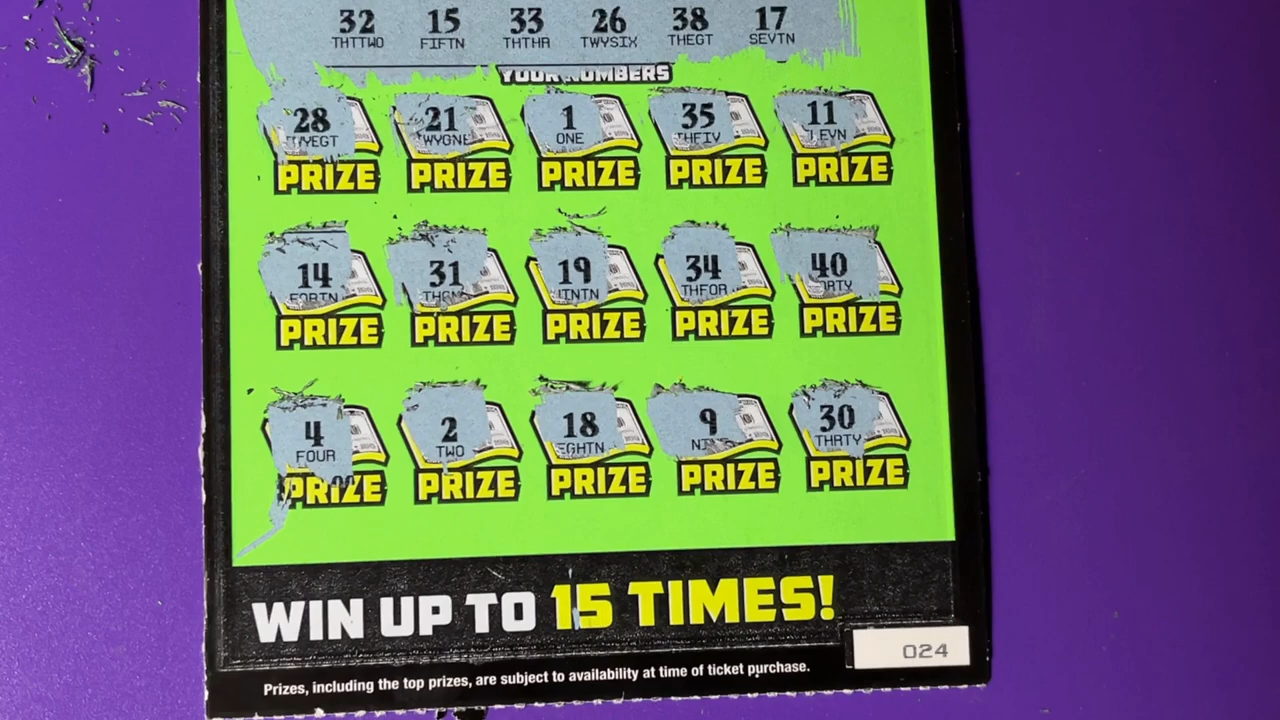 32 15 33 26 38 17
THTTWO FIFTN THTHR TWYSIX THEGT SEVTN
YOUR NUMBERS
28 21 1 35 11
ONE
PRIZE PRIZE PRIZE PRIZE PRIZE
14 31 19 34 40
THFOR
PRIZE PRIZE PRIZE PRIZE PRIZE
4 2 18 9 30
FOUR TWO EGHTN THRTY
PRIZE PRIZE PRIZE PRIZE PRIZE
WIN UP TO 15 TIMES!
024
Prizes, including the top prizes, are subject to availability at time of ticket purchase.